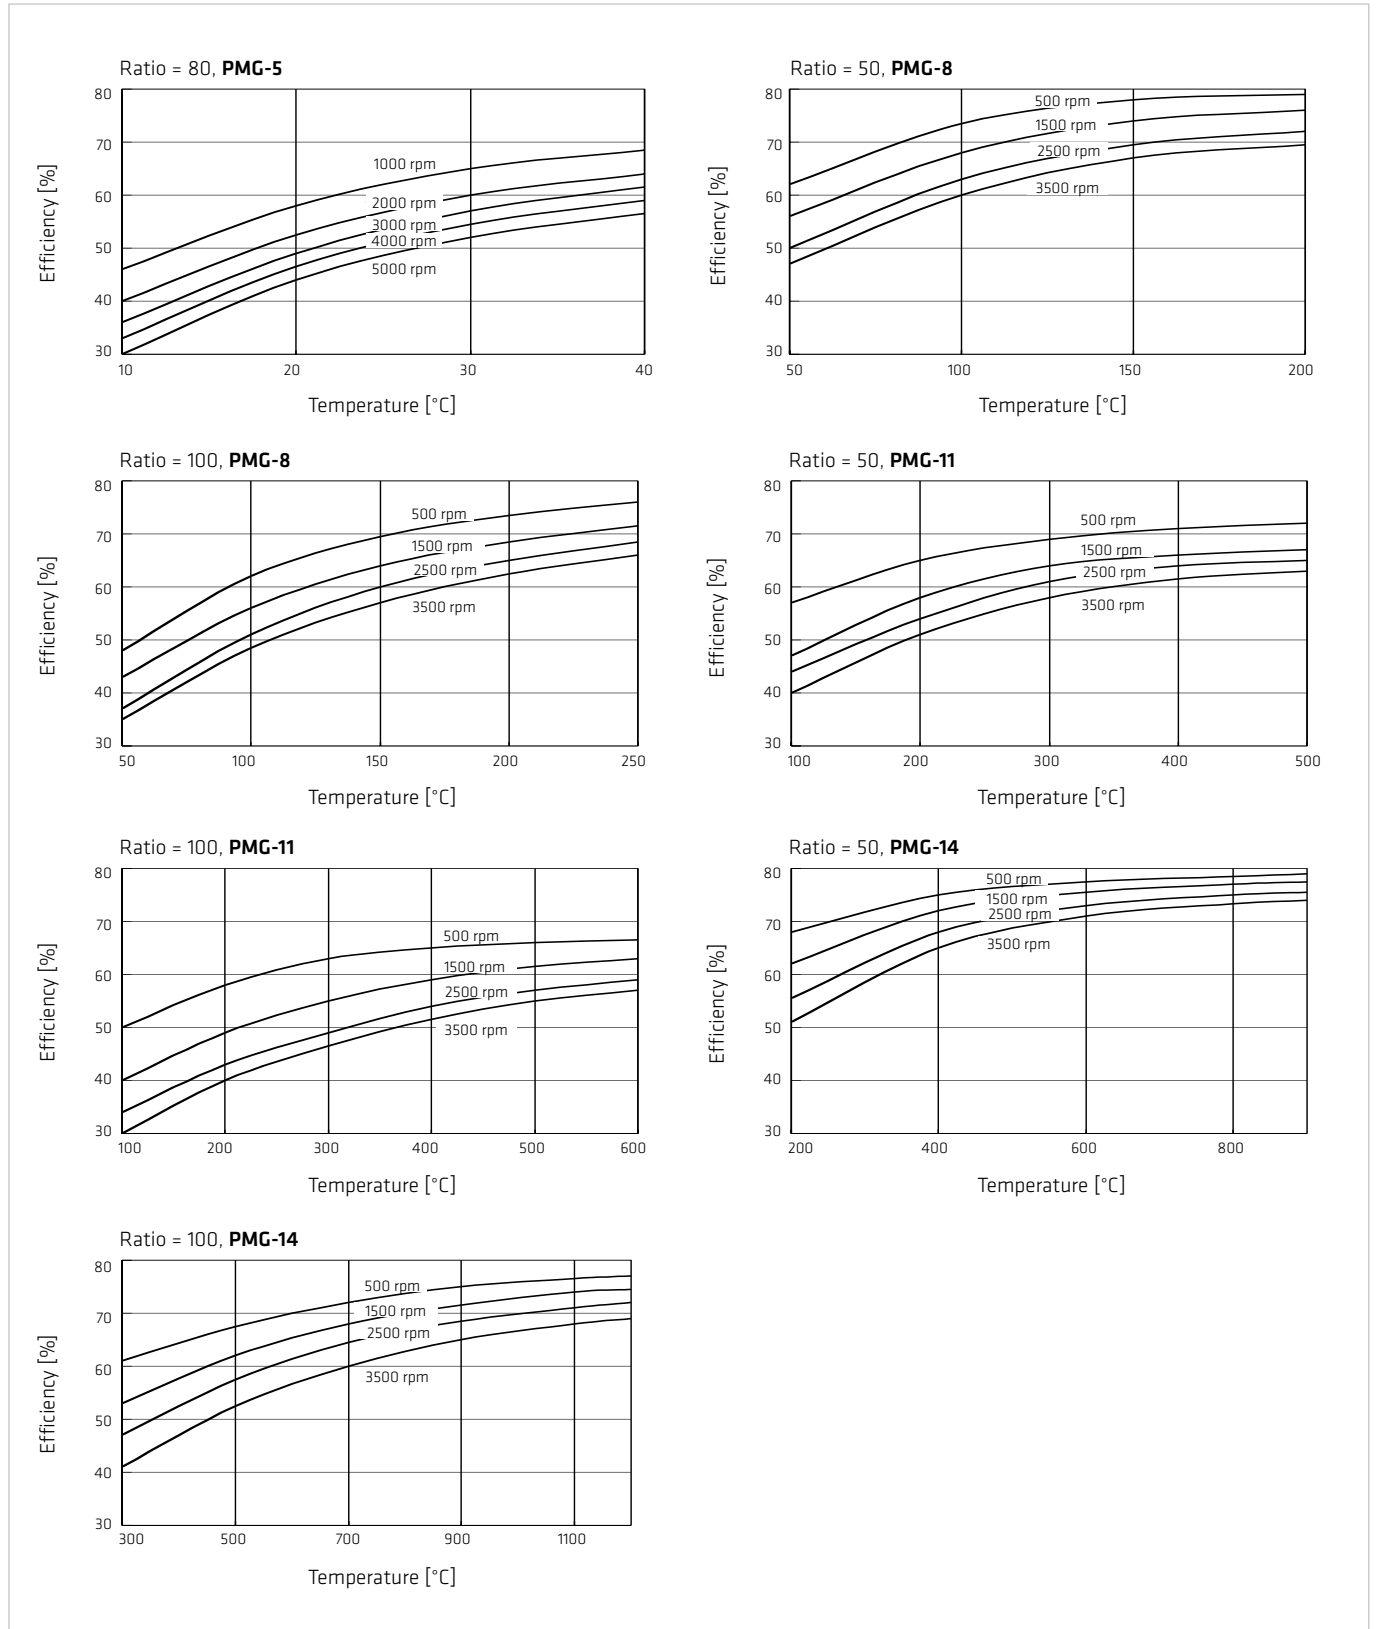 Ratio = 80, PMG-5
80
70
60
50
40
30
Efficiency [%]
1000 rpm
2000 rpm
3000 rpm
4000 rpm
5000 rpm
10 20 30 40
Temperature [°C]
Ratio = 50, PMG-8
80
70
60
50
40
30
Efficiency [%]
500 rpm
1500 rpm
2500 rpm
3500 rpm
50 100 150 200
Temperature [°C]
Ratio = 100, PMG-8
80
70
60
50
40
30
Efficiency [%]
500 rpm
1500 rpm
2500 rpm
3500 rpm
50 100 150 200 250
Temperature [°C]
Ratio = 50, PMG-11
80
70
60
50
40
30
Efficiency [%]
500 rpm
1500 rpm
2500 rpm
3500 rpm
100 200 300 400 500
Temperature [°C]
Ratio = 100, PMG-11
80
70
60
50
40
30
Efficiency [%]
500 rpm
1500 rpm
2500 rpm
3500 rpm
100 200 300 400 500 600
Temperature [°C]
Ratio = 50, PMG-14
80
70
60
50
40
30
Efficiency [%]
500 rpm
1500 rpm
2500 rpm
3500 rpm
200 400 600 800
Temperature [°C]
Ratio = 100, PMG-14
80
70
60
50
40
30
Efficiency [%]
500 rpm
1500 rpm
2500 rpm
3500 rpm
300 500 700 900 1100
Temperature [°C]